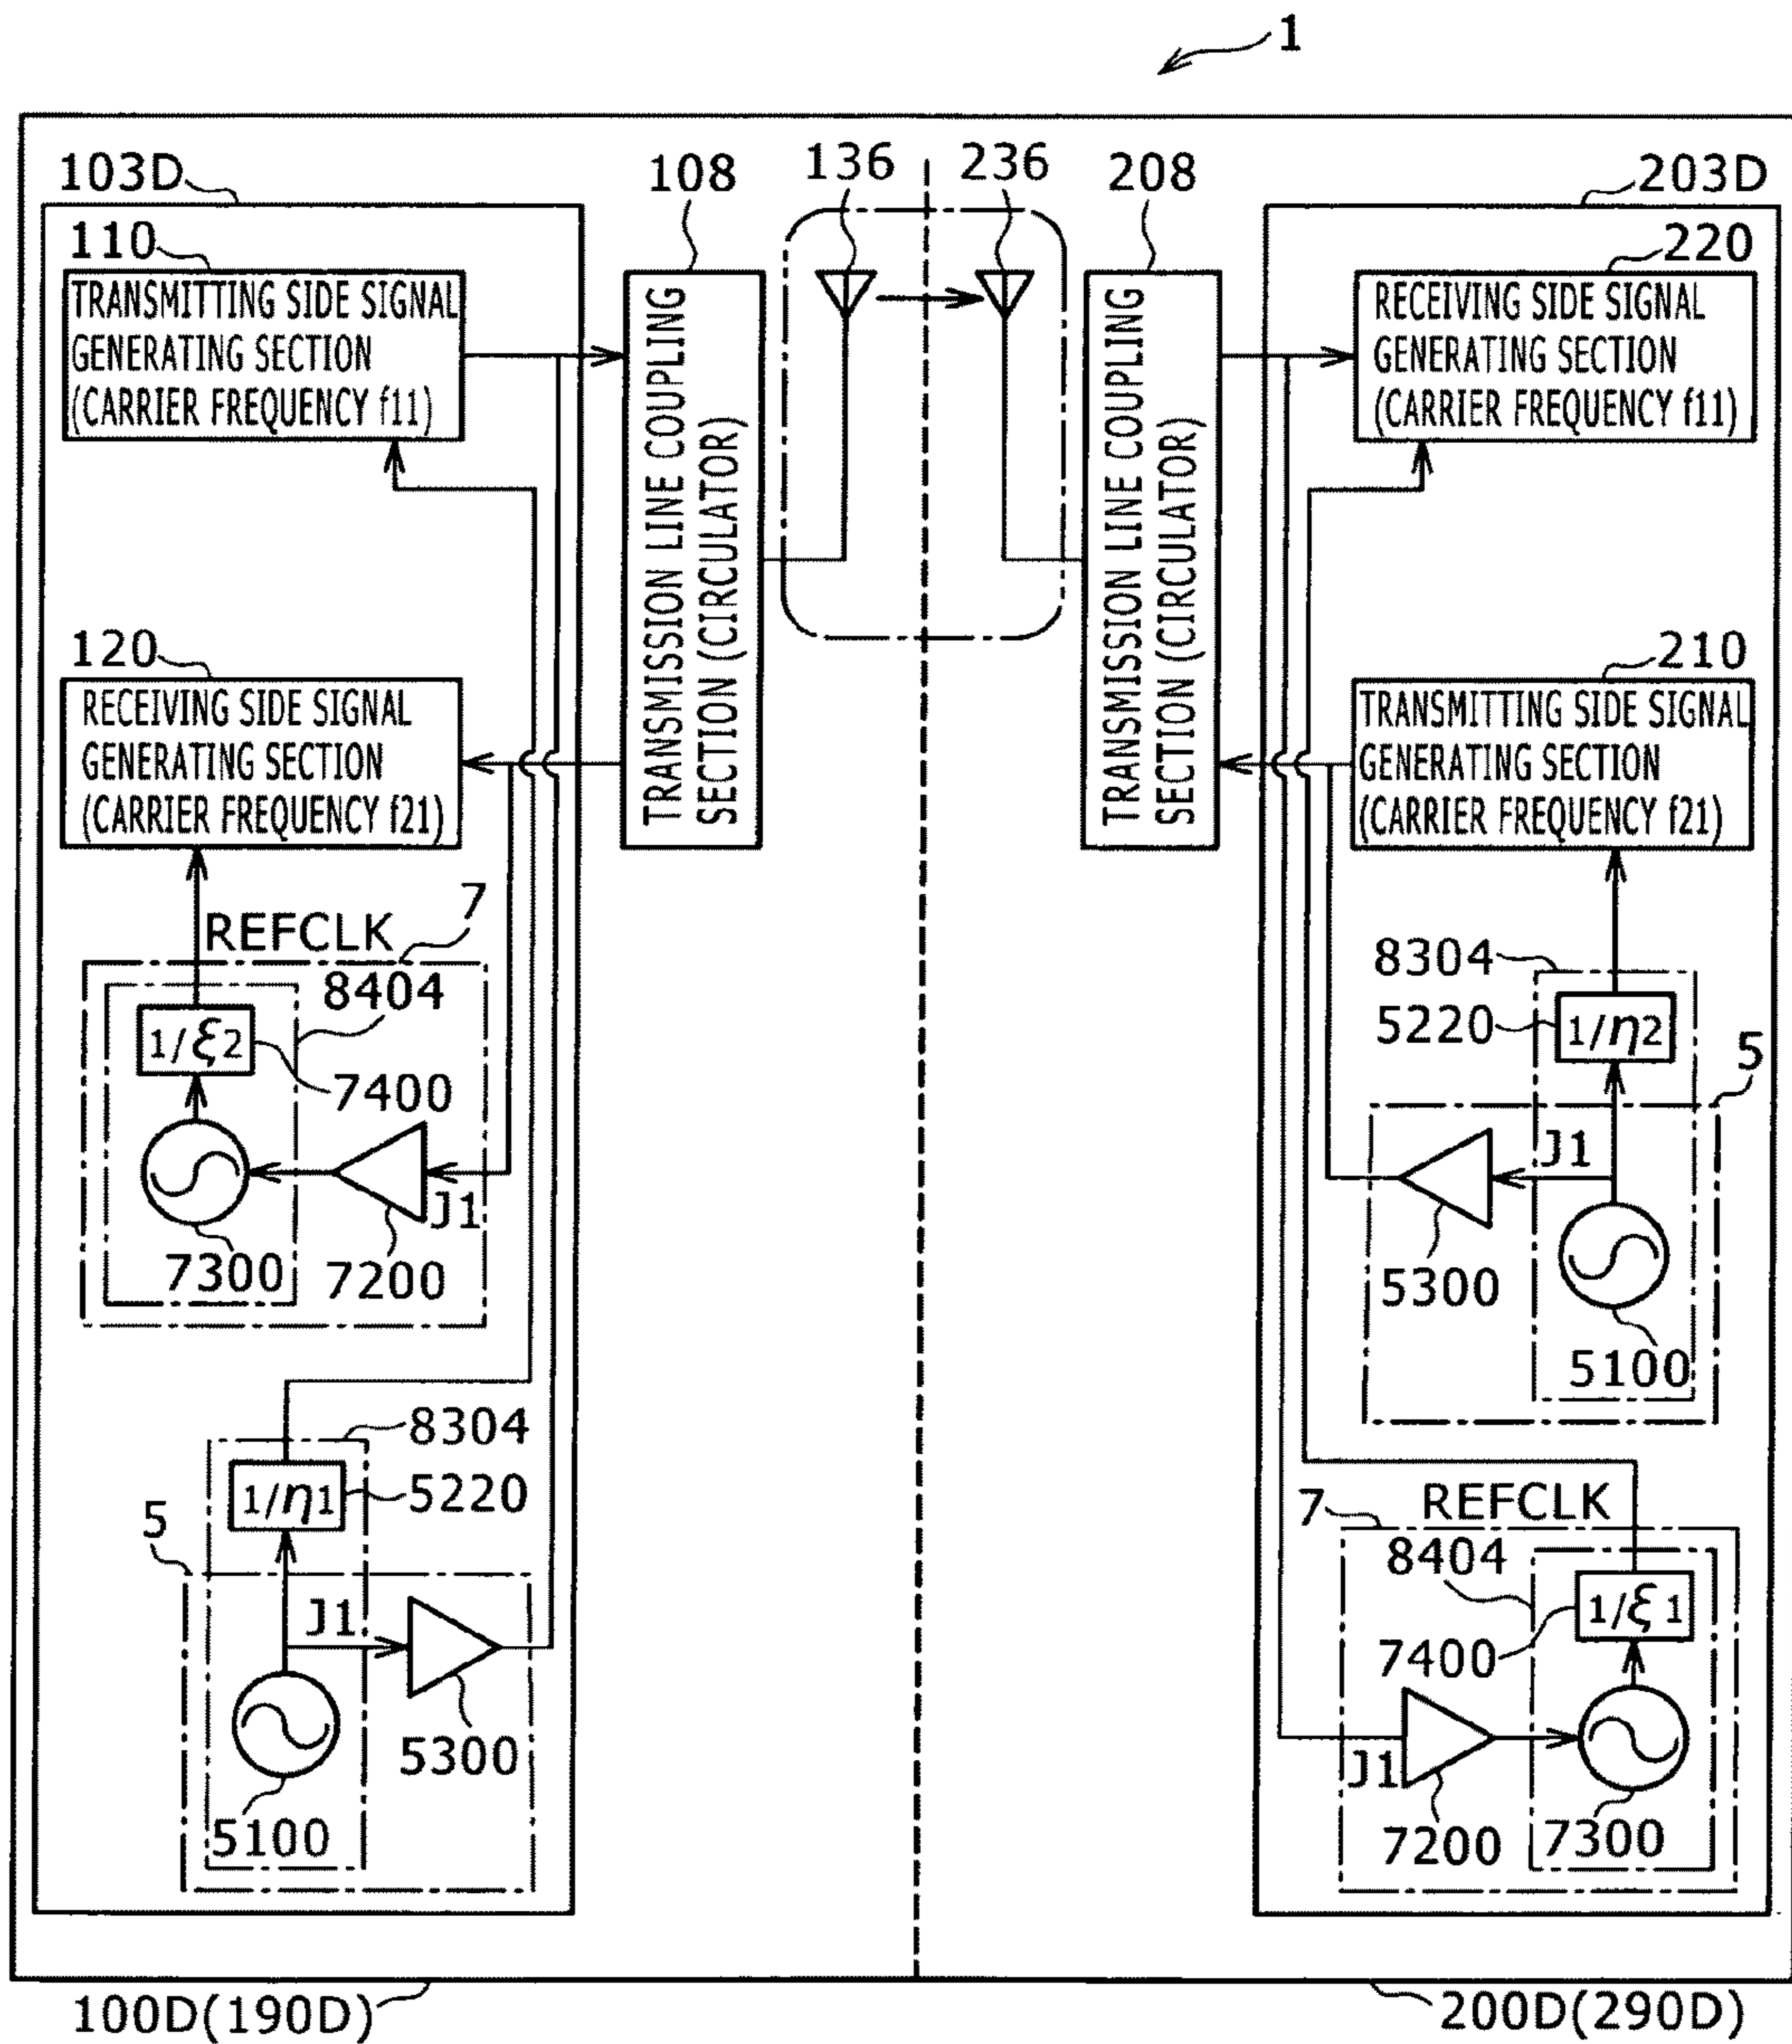 1
103D
108
136
236
208
203D
110
TRANSMITTING SIDE SIGNAL
GENERATING SECTION
(CARRIER FREQUENCY f11)
TRANSMISSION LINE COUPLING
SECTION (CIRCULATOR)
TRANSMISSION LINE COUPLING
SECTION (CIRCULATOR)
220
RECEIVING SIDE SIGNAL
GENERATING SECTION
(CARRIER FREQUENCY f11)
120
RECEIVING SIDE SIGNAL
GENERATING SECTION
(CARRIER FREQUENCY f21)
210
TRANSMITTING SIDE SIGNAL
GENERATING SECTION
(CARRIER FREQUENCY f21)
REFCLK
7
8404
1/ξ2
7400
J1
7300
7200
8304
5220
1/η2
5
J1
5300
5100
8304
1/η1
5220
5
J1
5300
5100
7
REFCLK
8404
1/ξ1
7400
J1
7200
7300
100D(190D)
200D(290D)